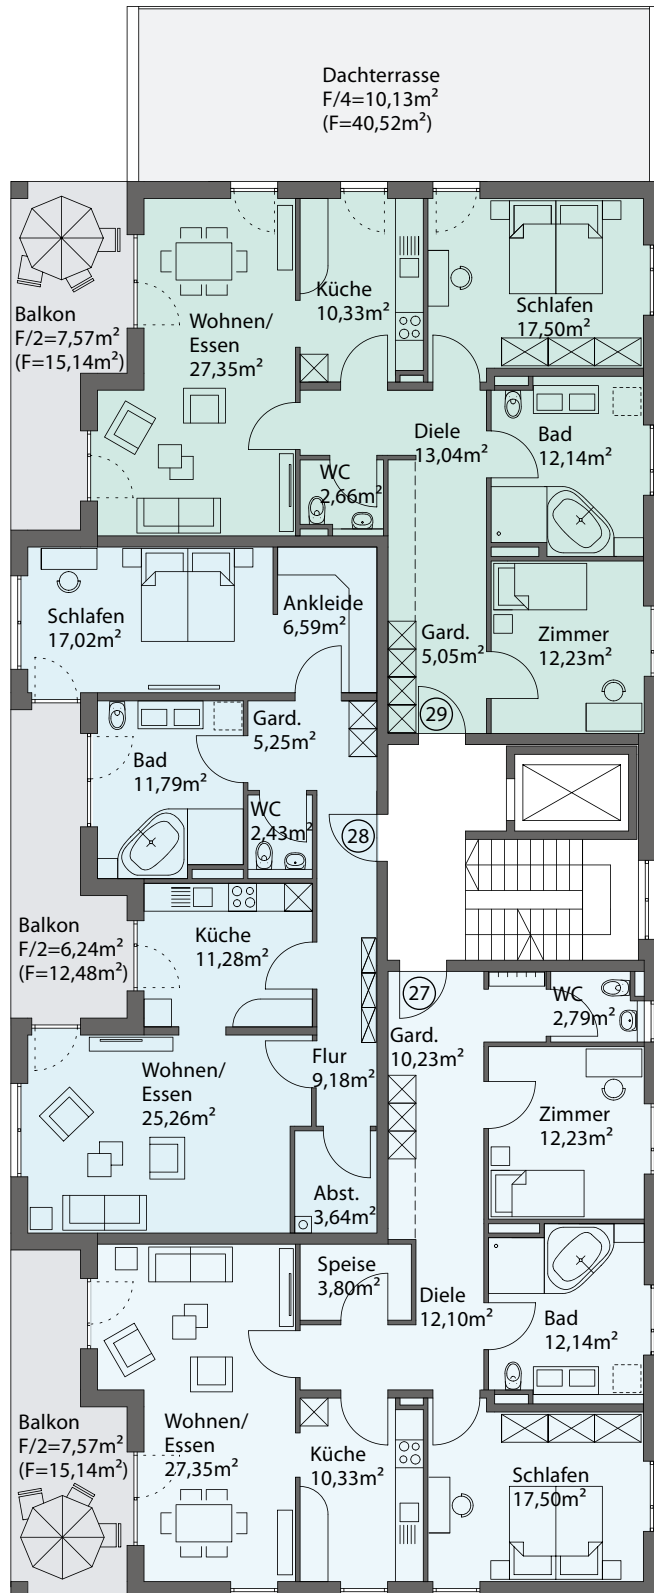 Dachterrasse
F/4=10,13m²
(F=40,52m²)
Balkon
F/2=7,57m²
(F=15,14m²)
Wohnen/
Essen
27,35m²
Küche
10,33m²
Schlafen
17,50m²
Diele
13,04m²
Bad
12,14m²
WC
2,66m²
Schlafen
17,02m²
Ankleide
6,59m²
Gard.
5,05m²
Zimmer
12,23m²
29
Gard.
5,25m²
Bad
11,79m²
WC
2,43m²
28
Balkon
F/2=6,24m²
(F=12,48m²)
Küche
11,28m²
27
WC
2,79m²
Gard.
10,23m²
Wohnen/
Essen
25,26m²
Flur
9,18m²
Zimmer
12,23m²
Abst.
3,64m²
Speise
3,80m²
Diele
12,10m²
Bad
12,14m²
Balkon
F/2=7,57m²
(F=15,14m²)
Wohnen/
Essen
27,35m²
Küche
10,33m²
Schlafen
17,50m²